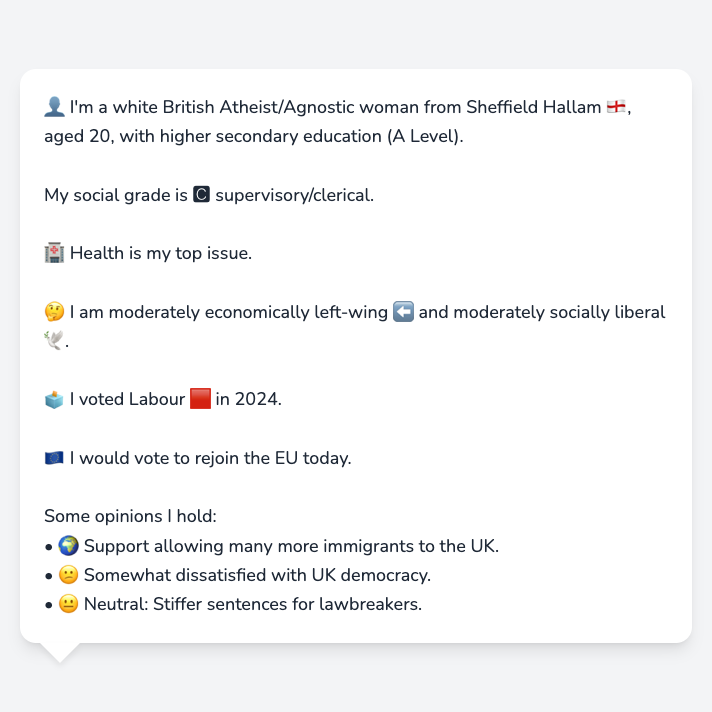 👤 I'm a white British Atheist/Agnostic woman from Sheffield Hallam 🏴󠁧󠁢󠁥󠁮󠁧󠁿,
aged 20, with higher secondary education (A Level).
My social grade is 🅲 supervisory/clerical.
🏥 Health is my top issue.
🤔 I am moderately economically left-wing ⬅️ and moderately socially liberal
🕊️.
🗳️ I voted Labour 🟥 in 2024.
🇪🇺 I would vote to rejoin the EU today.
Some opinions I hold:
• 🌍 Support allowing many more immigrants to the UK.
• 😕 Somewhat dissatisfied with UK democracy.
• 😐 Neutral: Stiffer sentences for lawbreakers.